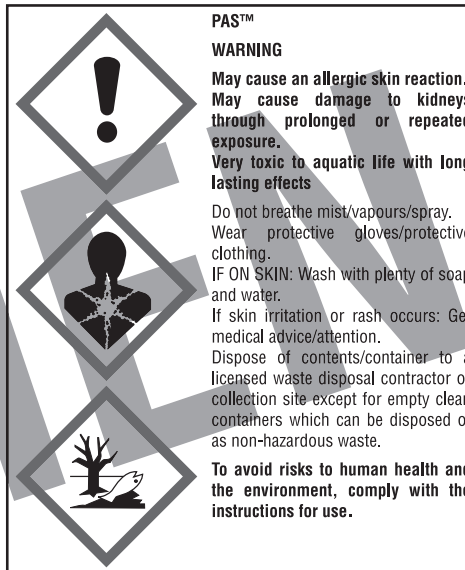 PAS™
WARNING
May cause an allergic skin reaction.
May cause damage to kidneys
through prolonged or repeated
exposure.
Very toxic to aquatic life with long
lasting effects
Do not breathe mist/vapours/spray.
Wear protective gloves/protective
clothing.
IF ON SKIN: Wash with plenty of soap
and water.
If skin irritation or rash occurs: Get
medical advice/attention.
Dispose of contents/container to a
licensed waste disposal contractor or
collection site except for empty clean
containers which can be disposed of
as non-hazardous waste.
To avoid risks to human health and
the environment, comply with the
instructions for use.